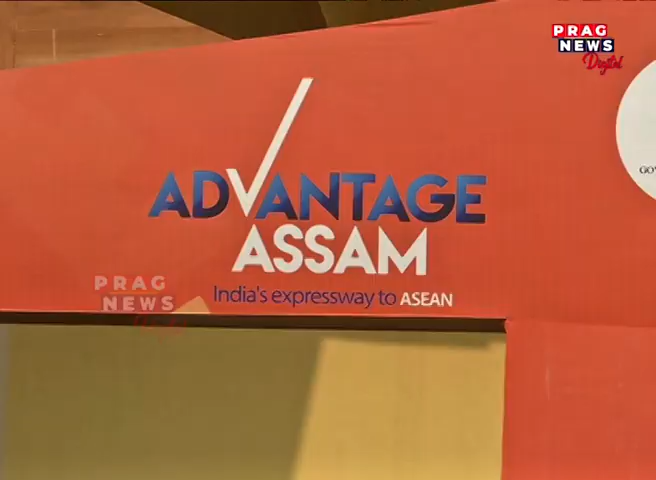 PRAG
NEWS
Digital
ADVANTAGE
ASSAM
India's expressway to ASEAN
PRAG
NEWS